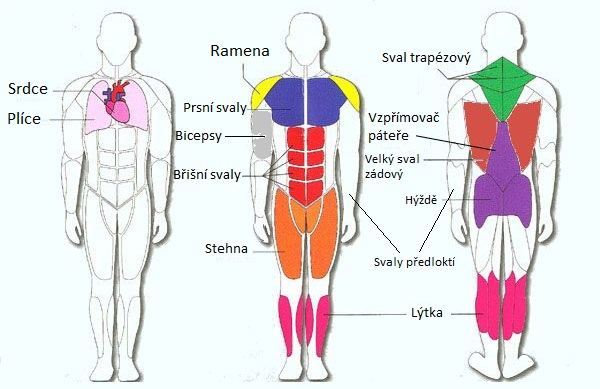 Srdce
Plíce
Ramena
Prsní svaly
Bicepsy
Břišní svaly
Stehna
Sval trapézový
Vzpřímovač
páteře
Velký sval
zádový
Hýždě
Svaly předloktí
Lýtka